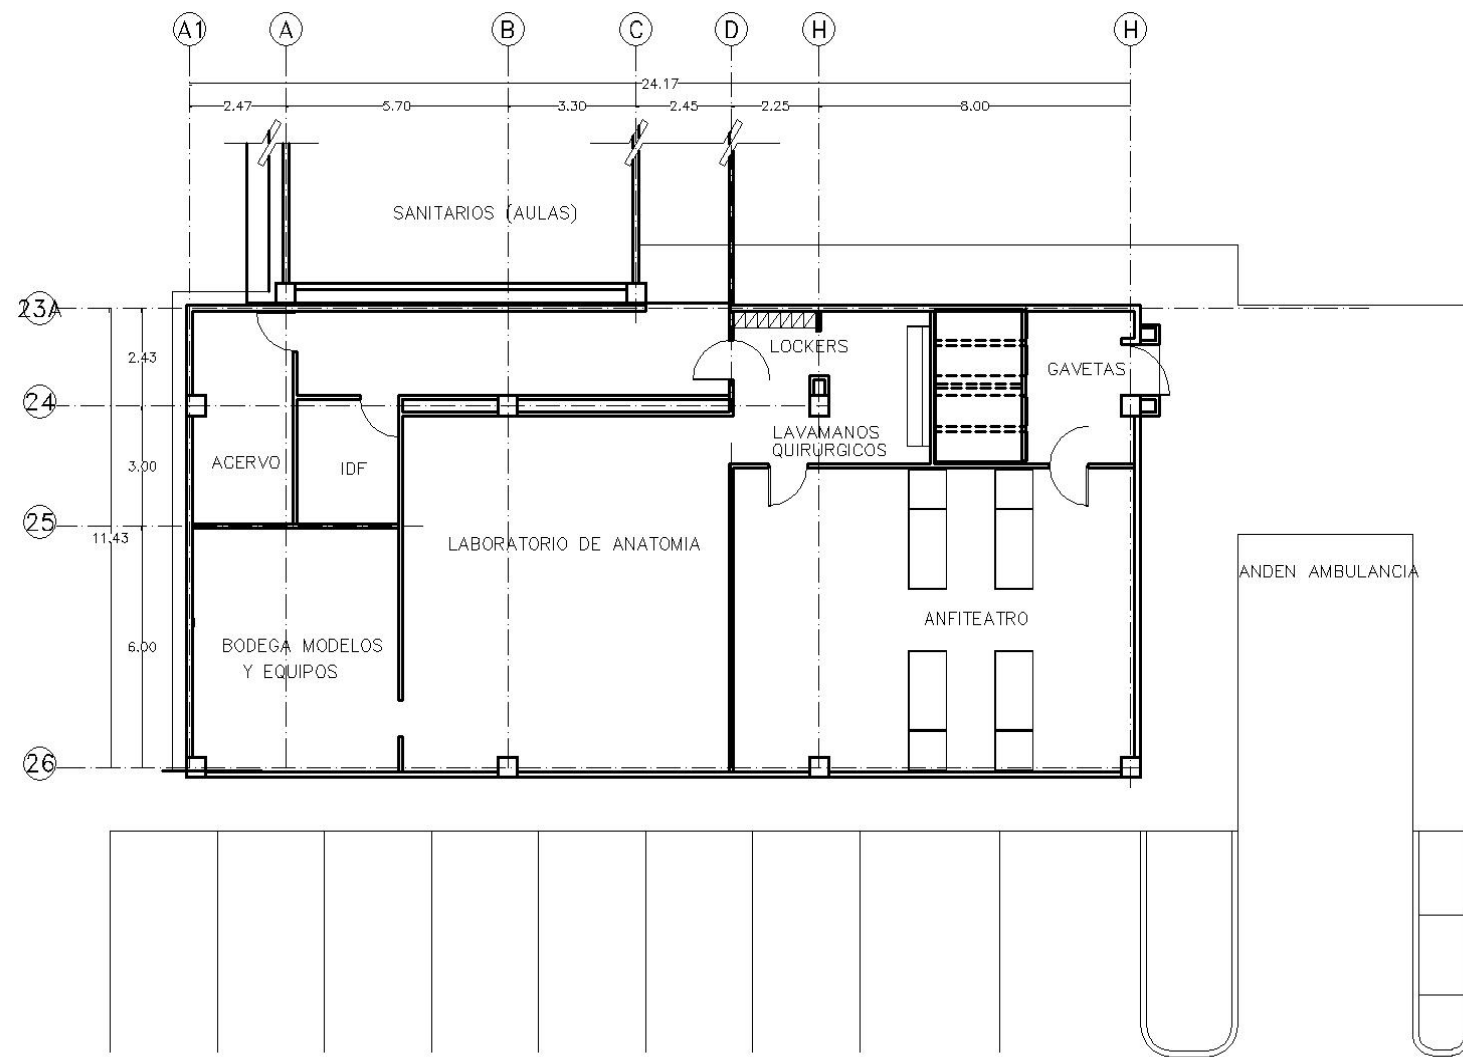 A1 A B C D H H
24.17
2.47 5.70 3.30 2.45 2.25 8.00
SANITARIOS (AULAS)
23A
LOCKERS
2.43
GAVETAS
24
LAVAMANOS
QUIRÚRGICOS
ACERVO
IDF
3.00
25
11.43
LABORATORIO DE ANATOMIA
ANDEN AMBULANCIA
ANFITEATRO
6.00
BODEGA MODELOS
Y EQUIPOS
26